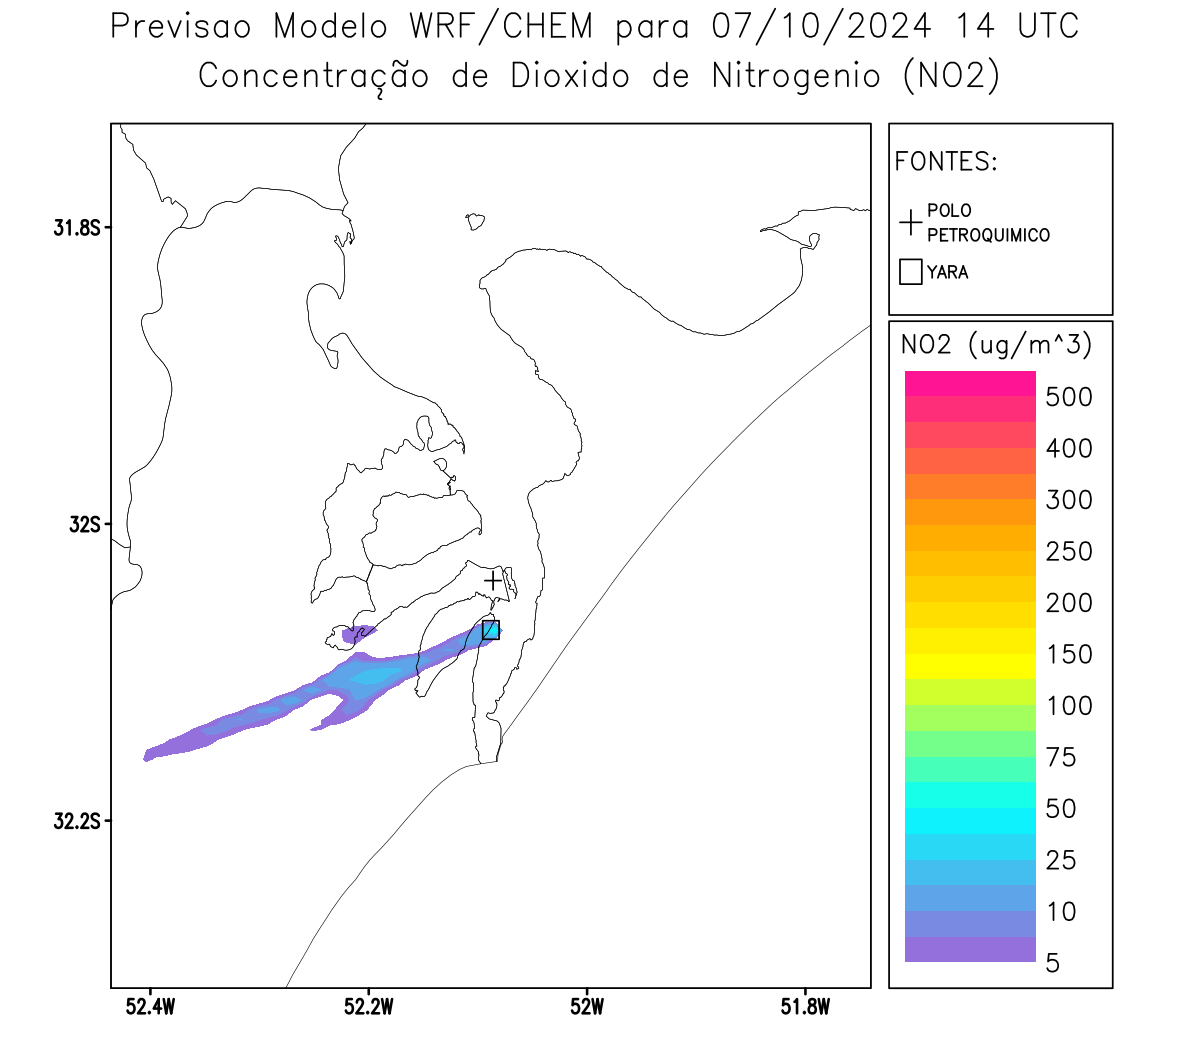 Previsao Modelo WRF/CHEM para 07/10/2024 14 UTC
Concentração de Dioxido de Nitrogenio (NO2)
FONTES:
POLO
PETROQUIMICO
YARA
NO2 (ug/m^3)
500
400
300
250
200
150
100
75
50
25
10
5
31.8S
32S
32.2S
52.4W
52.2W
52W
51.8W